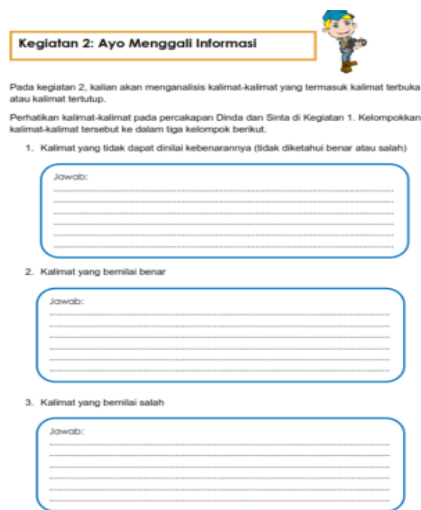 Kegiatan 2: Ayo Menggali Informasi
Pada kegiatan 2, kalian akan menganalisis kalimat-kalimat yang termasuk kalimat terbuka
atau kalimat tertutup.
Perhatikan kalimat-kalimat pada percakapan Dinda dan Sinta di Kegiatan 1. Kelompokkan
kalimat-kalimat tersebut ke dalam tiga kelompok berikut.
1. Kalimat yang tidak dapat dinilai kebenarannya (tidak diketahui benar atau salah)
Jawab:
2. Kalimat yang bernilai benar
Jawab:
3. Kalimat yang bernilai salah
Jawab: